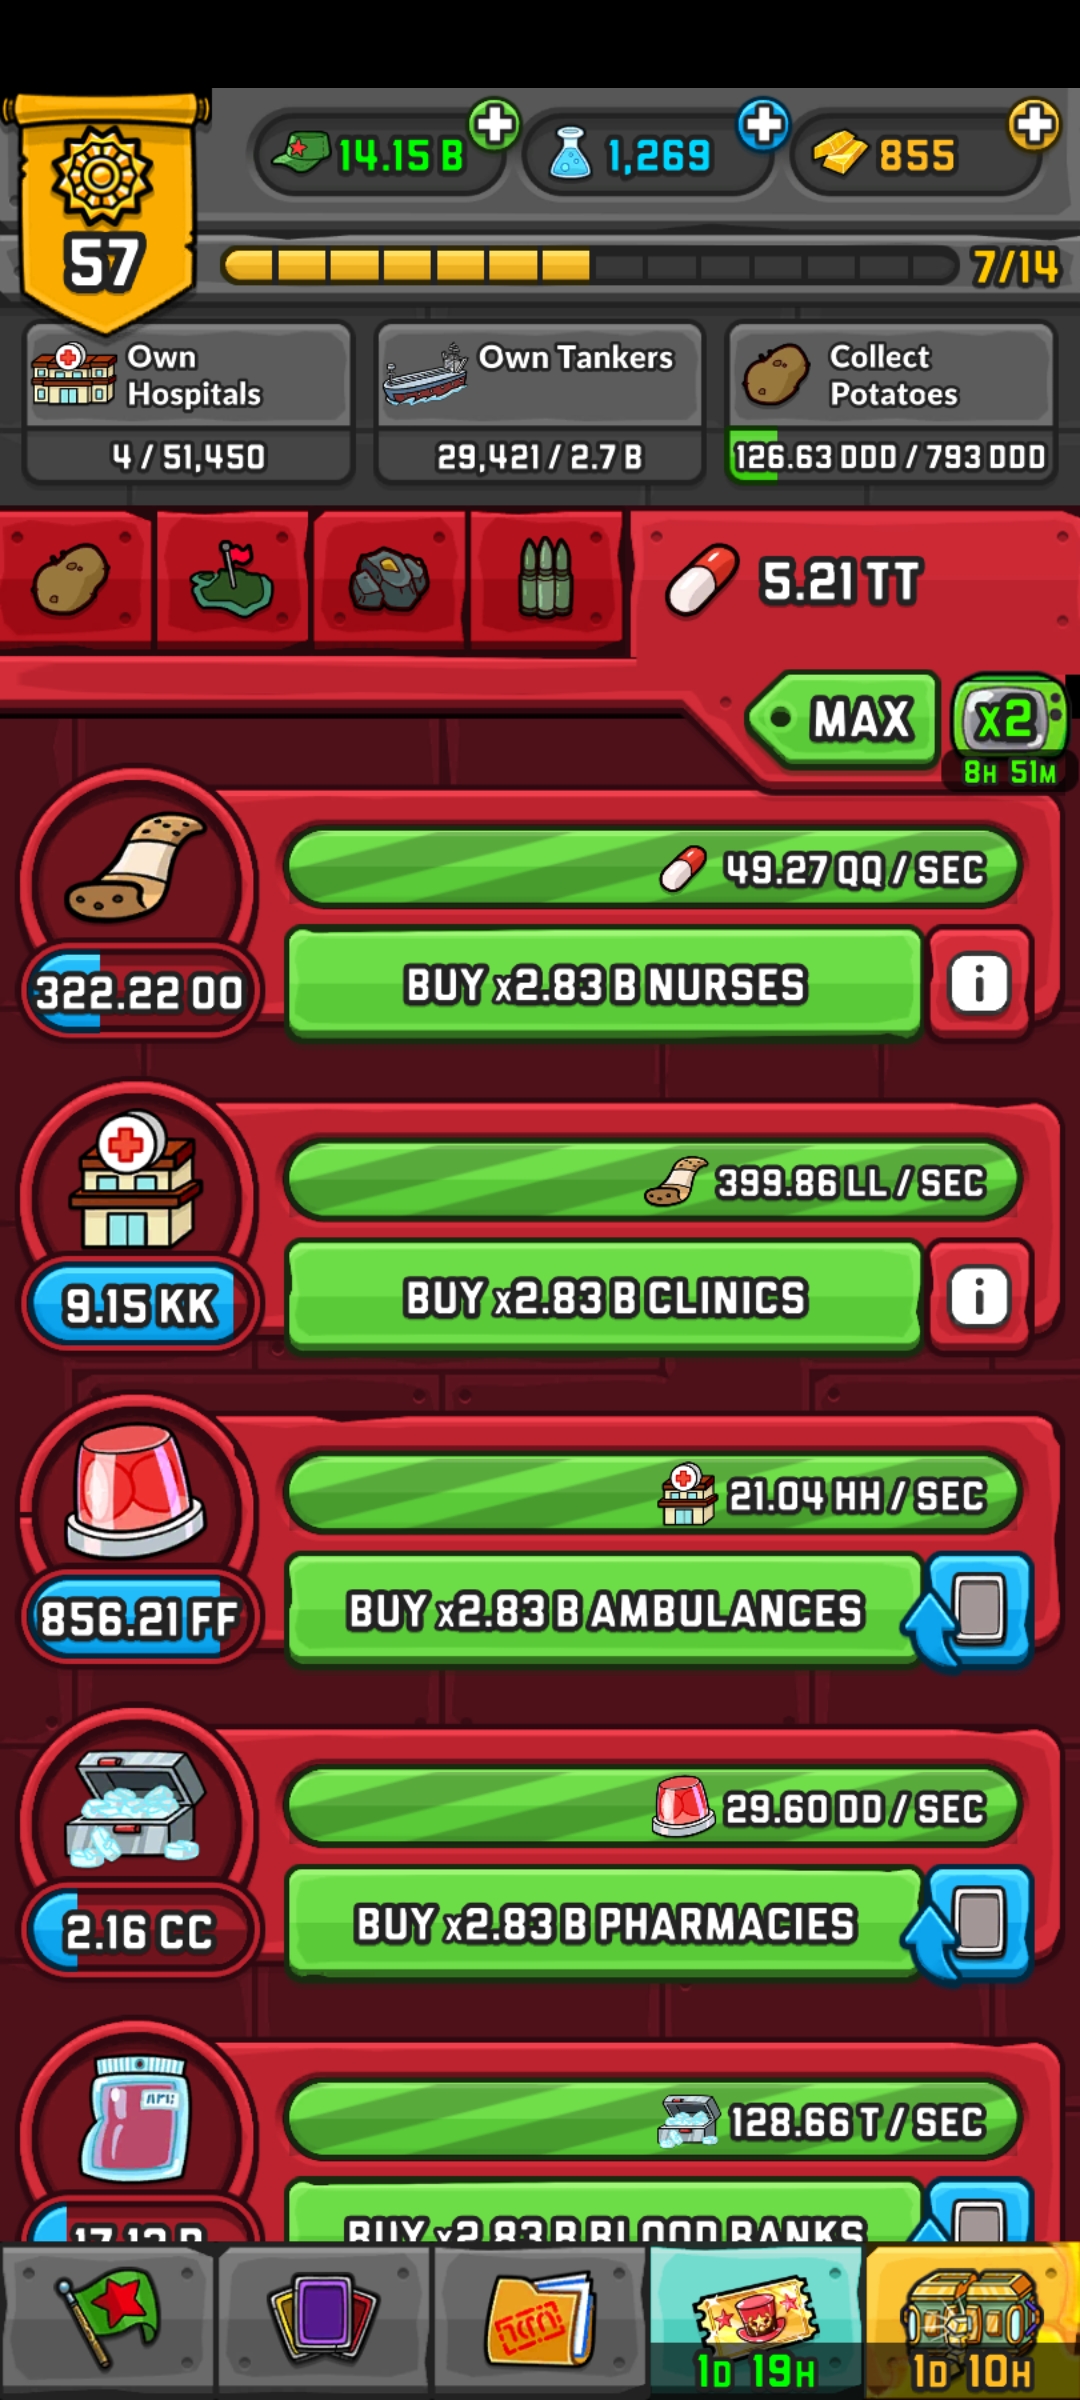 14.15 B
1,269
855
57
7/14
Own
Hospitals
4 / 51,450
Own Tankers
29,421 / 2.7 B
Collect
Potatoes
126.63 DDD / 793 DDD
5.21 TT
MAX
x2
8H 51M
49.27 QQ / SEC
322.22 OO
BUY x2.83 B NURSES
i
399.86 LL / SEC
9.15 KK
BUY x2.83 B CLINICS
i
21.04 HH / SEC
856.21 FF
BUY x2.83 B AMBULANCES
29.60 DD / SEC
2.16 CC
BUY x2.83 B PHARMACIES
128.66 T / SEC
BUY x2.83 B BLOOD BANKS
1D 19H
1D 10H